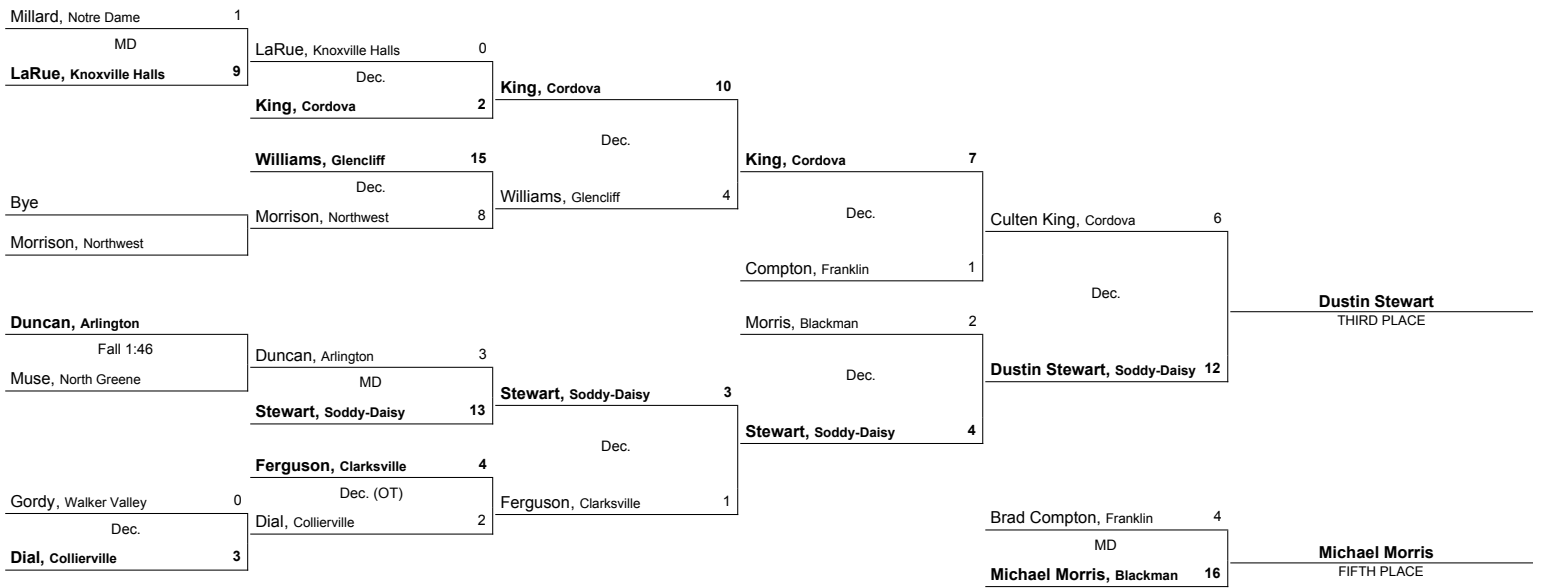 Millard, Notre Dame 1
MD
LaRue, Knoxville Halls 9
Bye
Morrison, Northwest
Duncan, Arlington
Fall 1:46
Muse, North Greene
Gordy, Walker Valley 0
Dec.
Dial, Collierville 3
LaRue, Knoxville Halls 0
Dec.
King, Cordova 2
Williams, Glencliff 15
Dec.
Morrison, Northwest 8
Duncan, Arlington 3
MD
Stewart, Soddy-Daisy 13
Ferguson, Clarksville 4
Dec. (OT)
Dial, Collierville 2
King, Cordova 10
Dec.
Williams, Glencliff 4
Stewart, Soddy-Daisy 3
Dec.
Ferguson, Clarksville 1
King, Cordova 7
Dec.
Compton, Franklin 1
Morris, Blackman 2
Dec.
Stewart, Soddy-Daisy 4
Culten King, Cordova 6
Dec.
Dustin Stewart, Soddy-Daisy 12
Dustin Stewart
THIRD PLACE
Brad Compton, Franklin 4
MD
Michael Morris, Blackman 16
Michael Morris
FIFTH PLACE